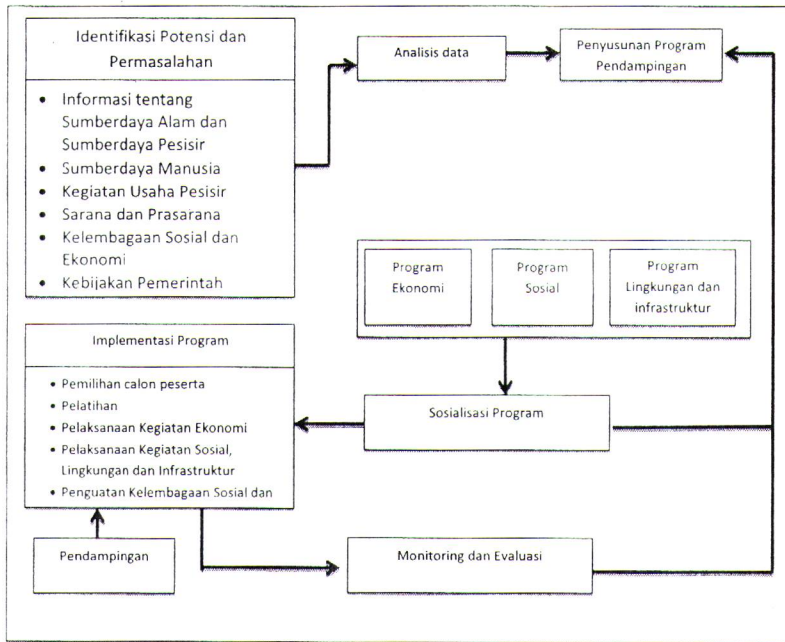 Identifikasi Potensi dan
Permasalahan
• Informasi tentang
Sumberdaya Alam dan
Sumberdaya Pesisir
• Sumberdaya Manusia
• Kegiatan Usaha Pesisir
• Sarana dan Prasarana
• Kelembagaan Sosial dan
Ekonomi
• Kebijakan Pemerintah
Analisis data
Penyusunan Program
Pendampingan
Program
Ekonomi
Program
Sosial
Program
Lingkungan dan
infrastruktur
Sosialisasi Program
Implementasi Program
• Pemilihan calon peserta
• Pelatihan
• Pelaksanaan Kegiatan Ekonomi
• Pelaksanaan Kegiatan Sosial,
Lingkungan dan Infrastruktur
• Penguatan Kelembagaan Sosial dan
Pendampingan
Monitoring dan Evaluasi